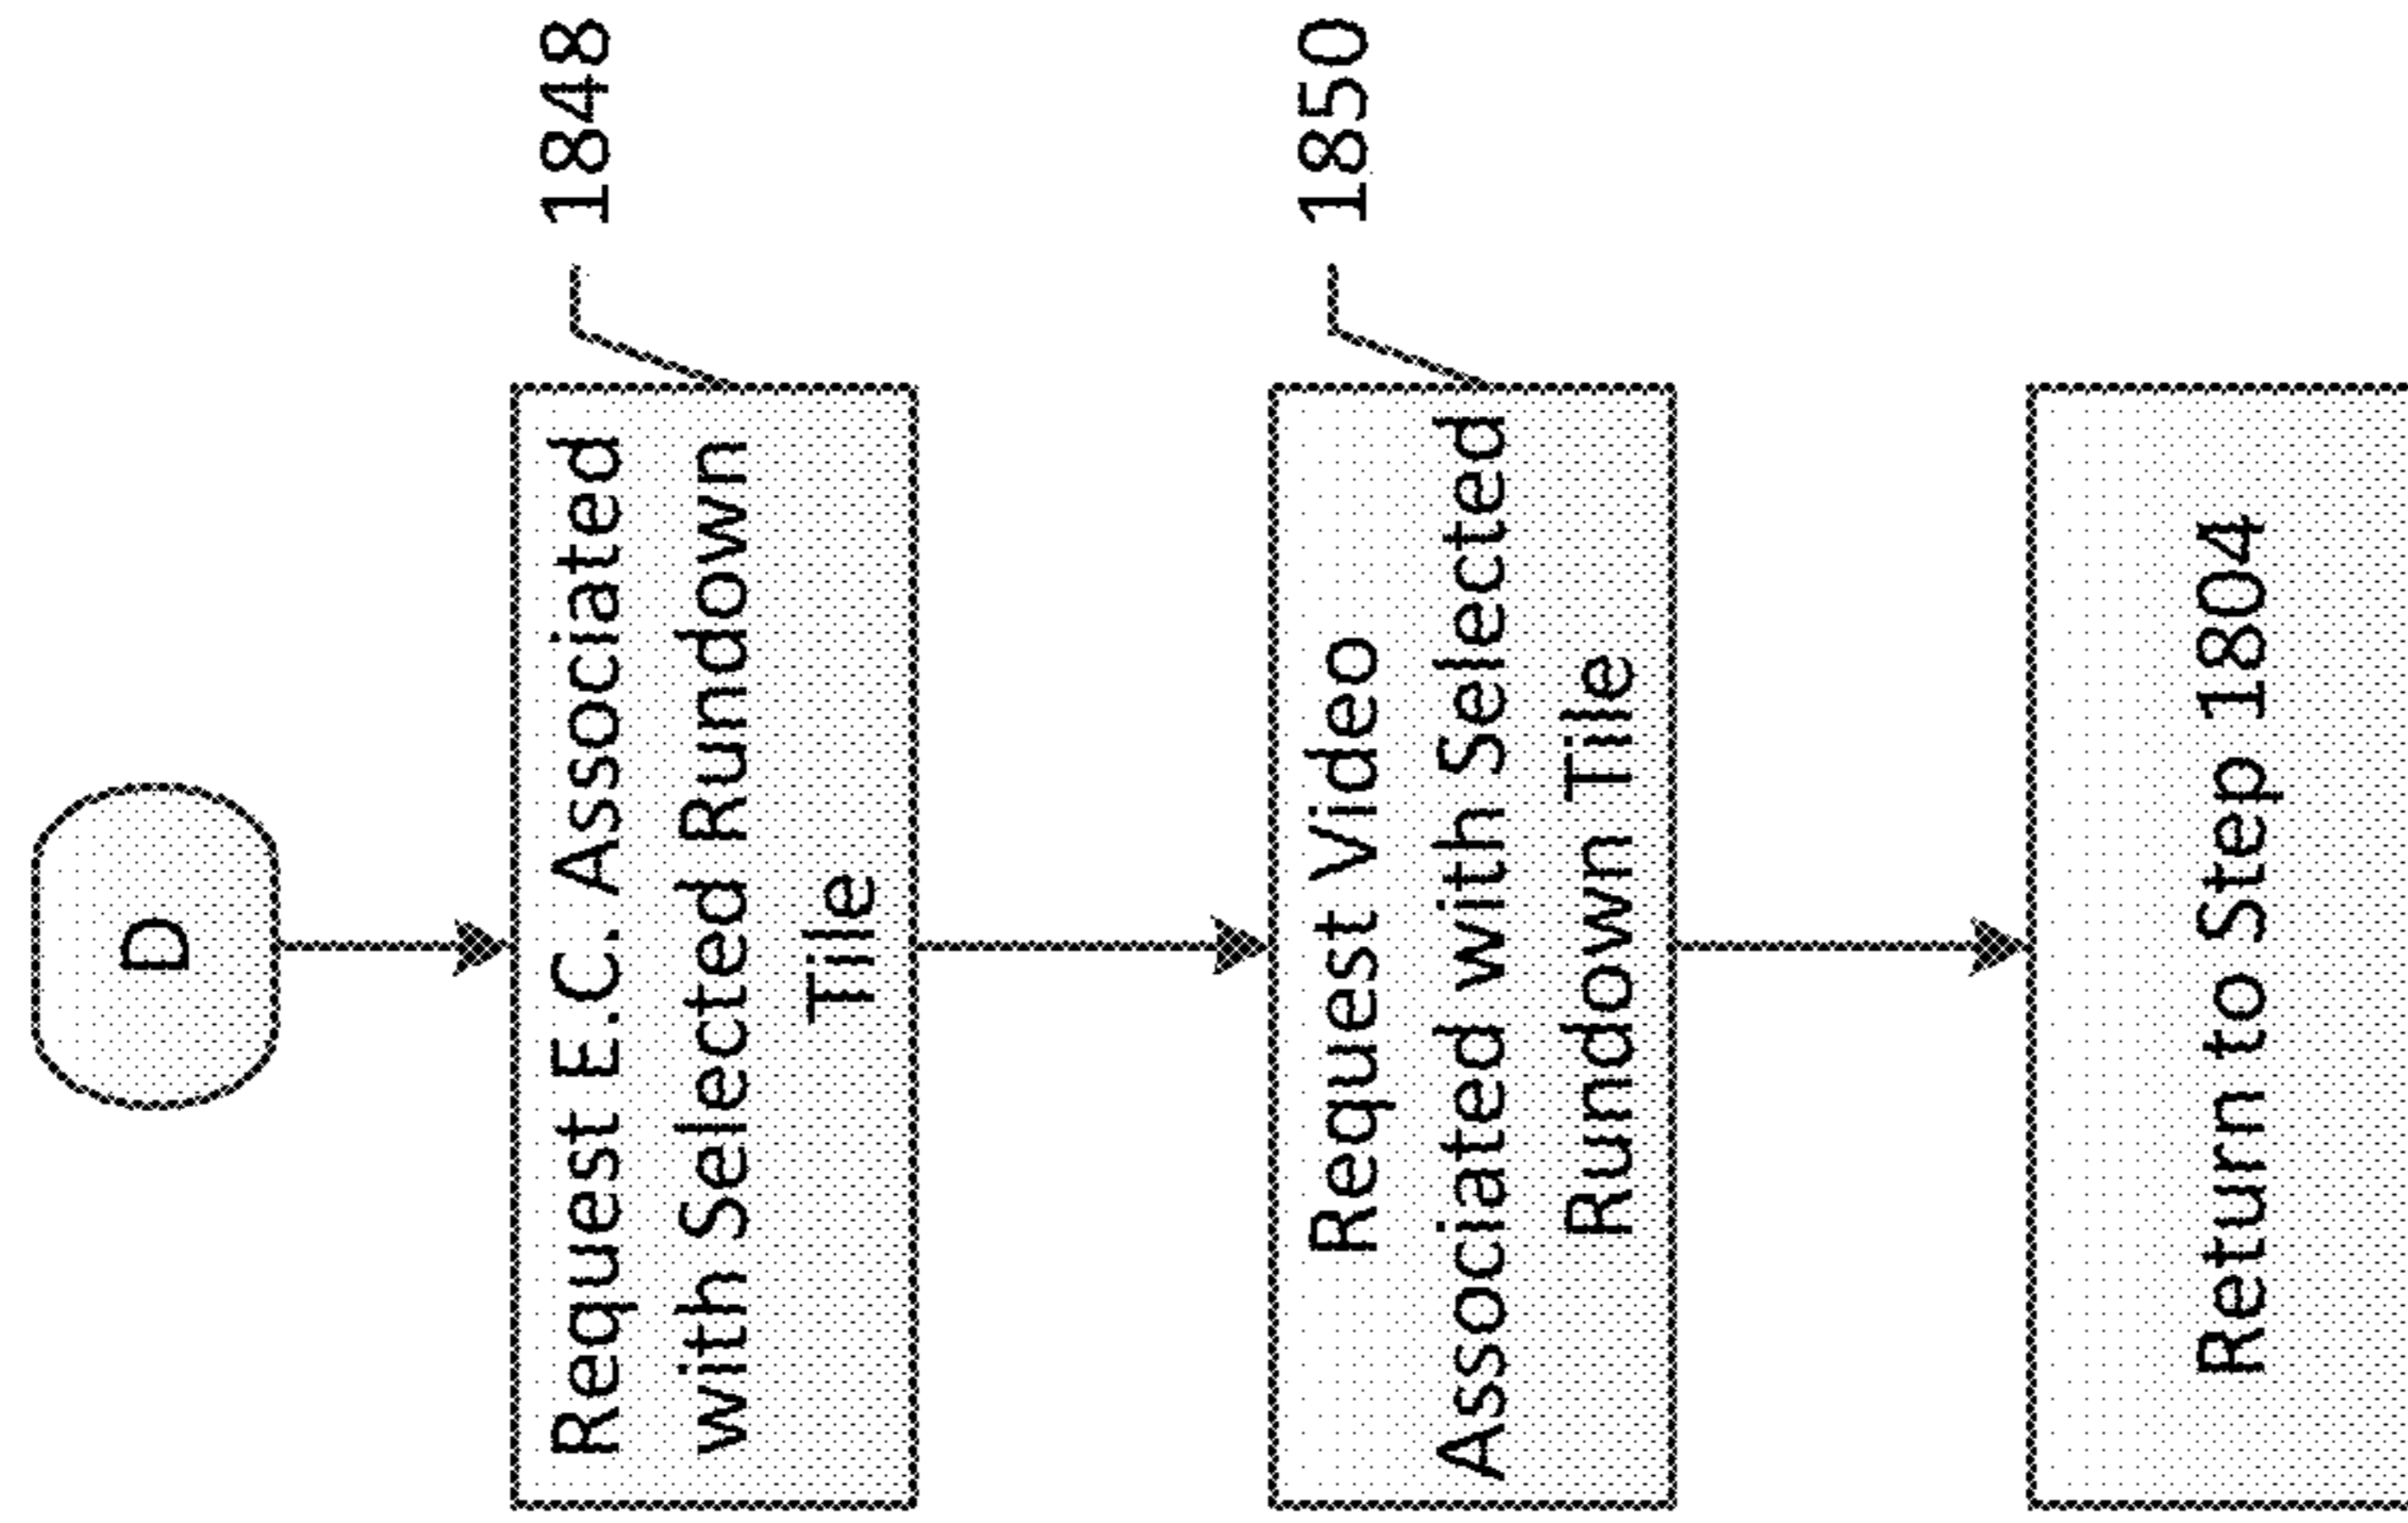 D
Request E.C. Associated
with Selected Rundown
Tile
1848
Request Video
Associated with Selected
Rundown Tile
1850
Return to Step 1804